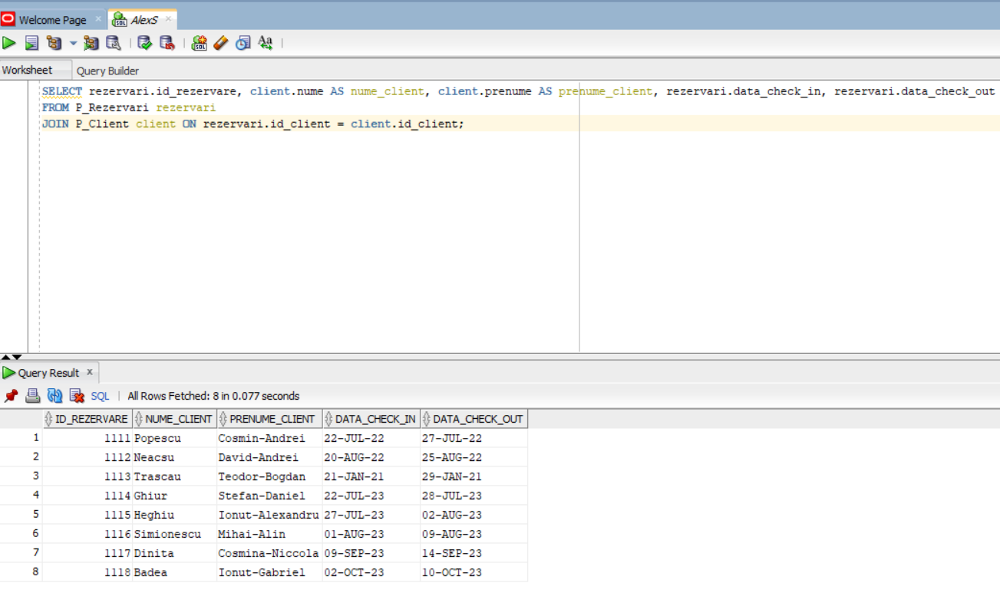 Welcome Page
AlexS
Worksheet
Query Builder
SELECT rezervari.id_rezervare, client.nume AS nume_client, client.prenume AS prenume_client, rezervari.data_check_in, rezervari.data_check_out
FROM P_Rezervari rezervari
JOIN P_Client client ON rezervari.id_client = client.id_client;
Query Result
SQL | All Rows Fetched: 8 in 0.077 seconds
ID_REZERVARE NUME_CLIENT PRENUME_CLIENT DATA_CHECK_IN DATA_CHECK_OUT
1 1111 Popescu Cosmin-Andrei 22-JUL-22 27-JUL-22
2 1112 Neacsu David-Andrei 20-AUG-22 25-AUG-22
3 1113 Trascau Teodor-Bogdan 21-JAN-21 29-JAN-21
4 1114 Ghiur Stefan-Daniel 22-JUL-23 28-JUL-23
5 1115 Heghiu Ionut-Alexandru 27-JUL-23 02-AUG-23
6 1116 Simionescu Mihai-Alin 01-AUG-23 09-AUG-23
7 1117 Dinita Cosmina-Niccola 09-SEP-23 14-SEP-23
8 1118 Badea Ionut-Gabriel 02-OCT-23 10-OCT-23